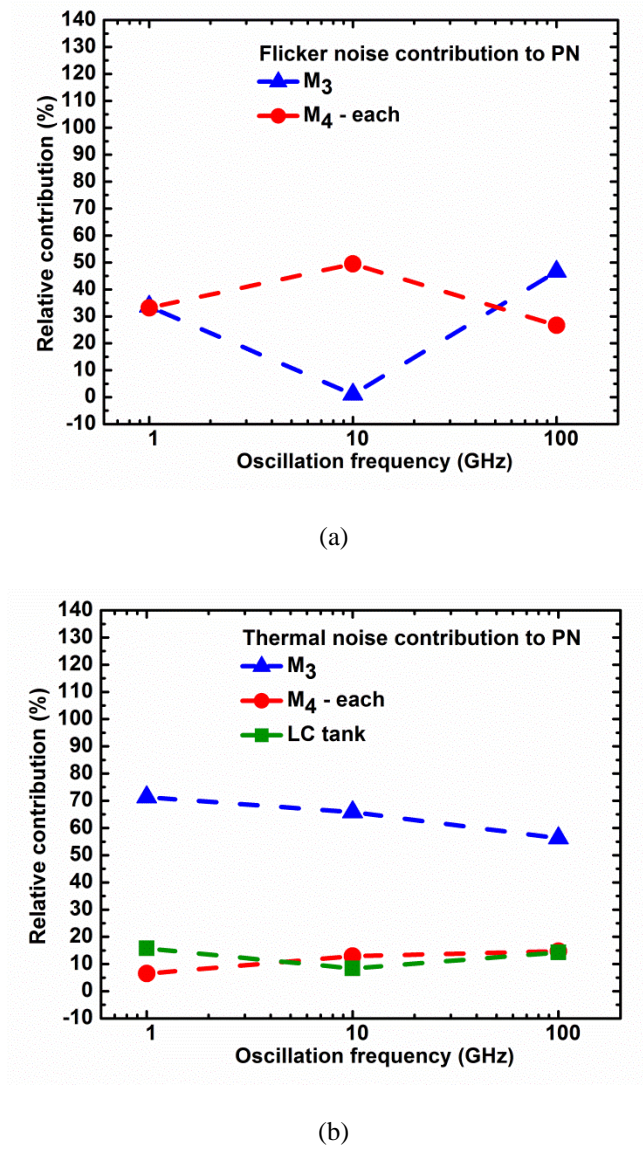 140
130
120
110
100
90
80
70
60
50
40
30
20
10
0
-10
Relative contribution (%)
Flicker noise contribution to PN
M3
M4 - each
1
10
100
Oscillation frequency (GHz)
(a)
140
130
120
110
100
90
80
70
60
50
40
30
20
10
0
-10
Relative contribution (%)
Thermal noise contribution to PN
M3
M4 - each
LC tank
1
10
100
Oscillation frequency (GHz)
(b)